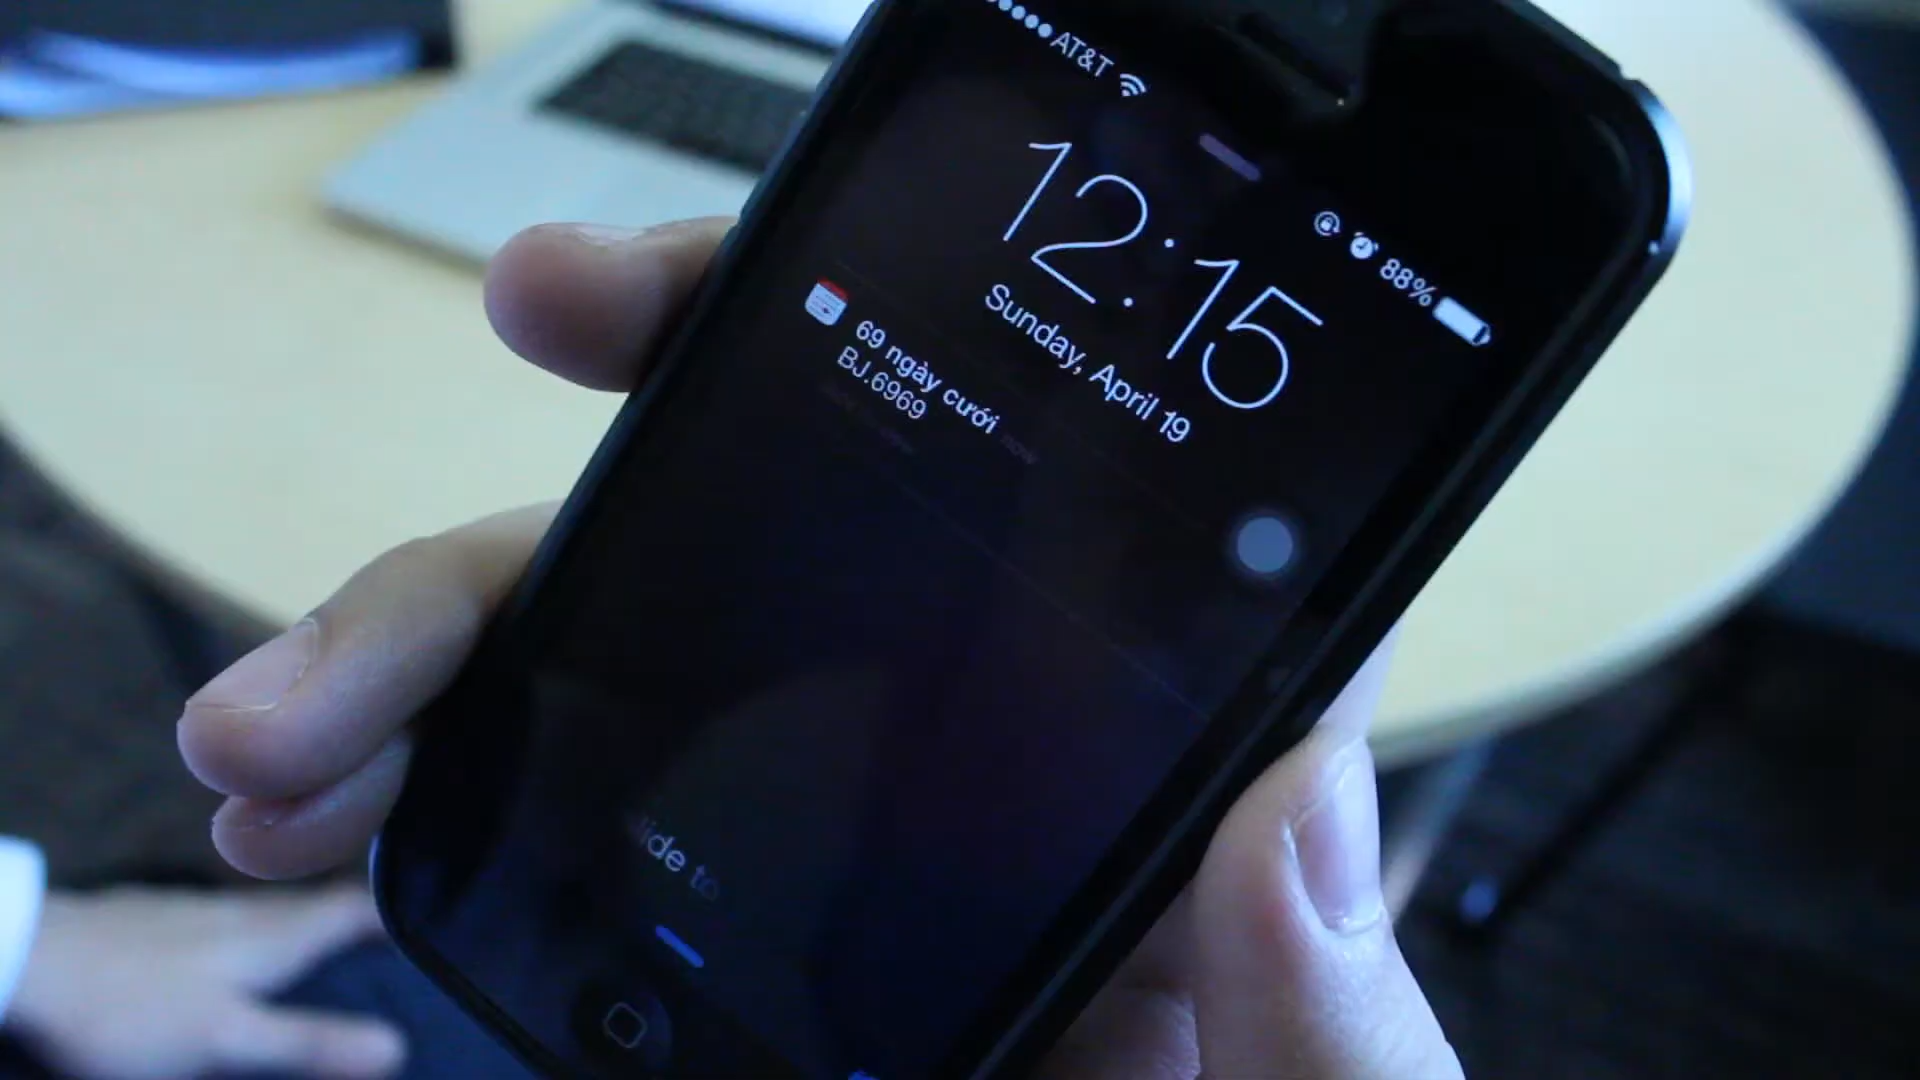 AT&T
88%
12:15
Sunday, April 19
69 ngày cưới now
BJ.6969
lide to